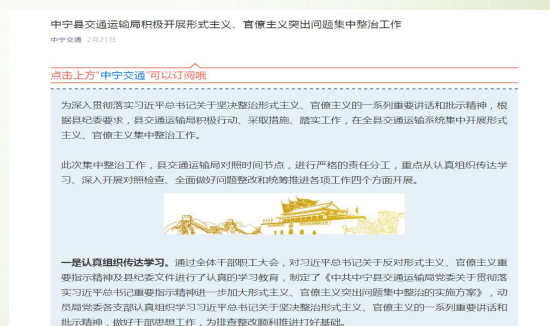 中宁县交通运输局积极开展形式主义、官僚主义突出问题集中整治工作
中宁交通 2月21日
点击上方“中宁交通”可以订阅哦
为深入贯彻落实习近平总书记关于坚决整治形式主义、官僚主义的一系列重要讲话和批示精神，根
据县纪委要求，县交通运输局积极行动、采取措施、踏实工作，在全县交通运输系统集中开展形式
主义、官僚主义集中整治工作。
此次集中整治工作，县交通运输局对照时间节点，进行严格的责任分工，重点从认真组织传达学
习、深入开展对照检查、全面做好问题整改和统筹推进各项工作四个方面开展。
一是认真组织传达学习。通过全体干部职工大会，对习近平总书记关于反对形式主义、官僚主义重
要指示精神及县纪委文件进行了认真的学习教育，制定了《中共中宁县交通运输局党委关于贯彻落
实习近平总书记重要指示精神进一步加大形式主义、官僚主义突出问题集中整治的实施方案》，动
员局党委各支部认真组织学习习近平总书记关于坚决整治形式主义、官僚主义的一系列重要讲话和
批示精神，做好干部思想工作，为排查整改顺利推进打好基础。